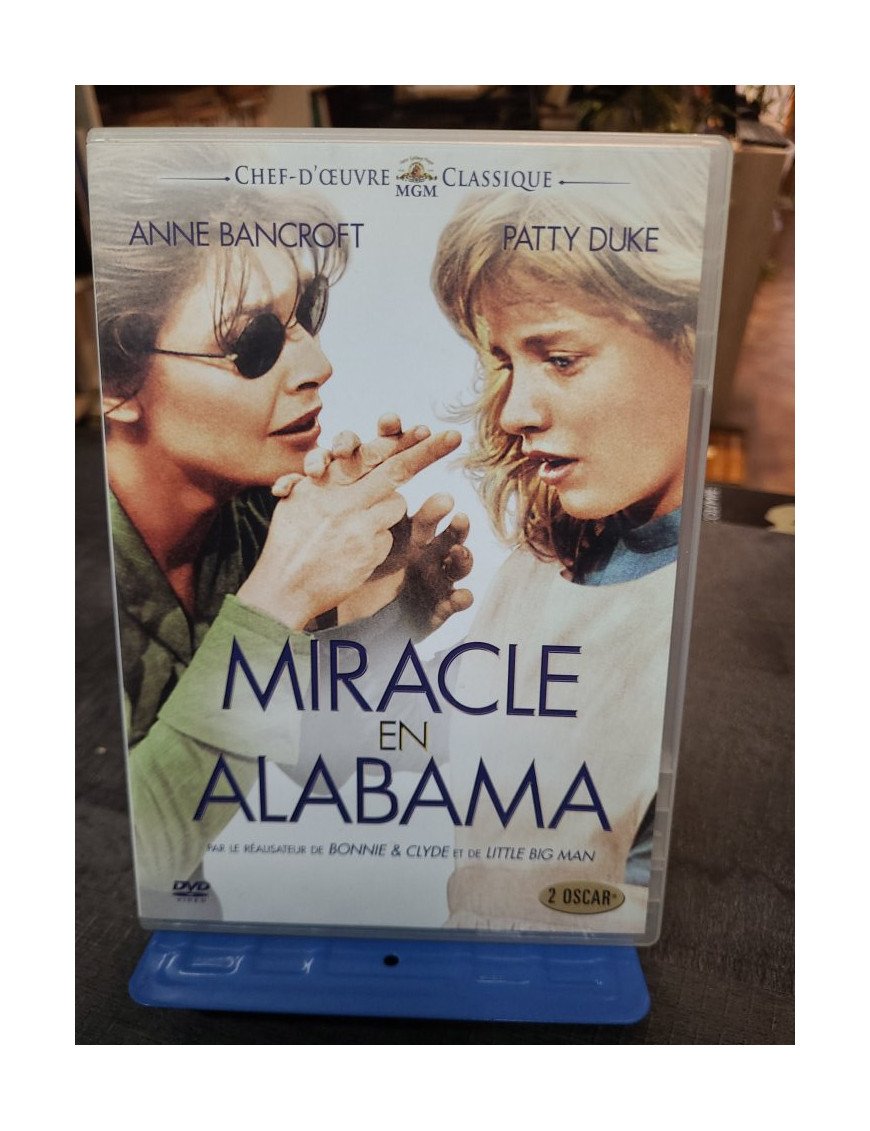 CHEF-D'ŒUVRE MGM CLASSIQUE
ANNE BANCROFT PATTY DUKE
MIRACLE
EN
ALABAMA
PAR LE RÉALISATEUR DE BONNIE & CLYDE ET DE LITTLE BIG MAN
DVD
VIDEO
2 OSCAR®